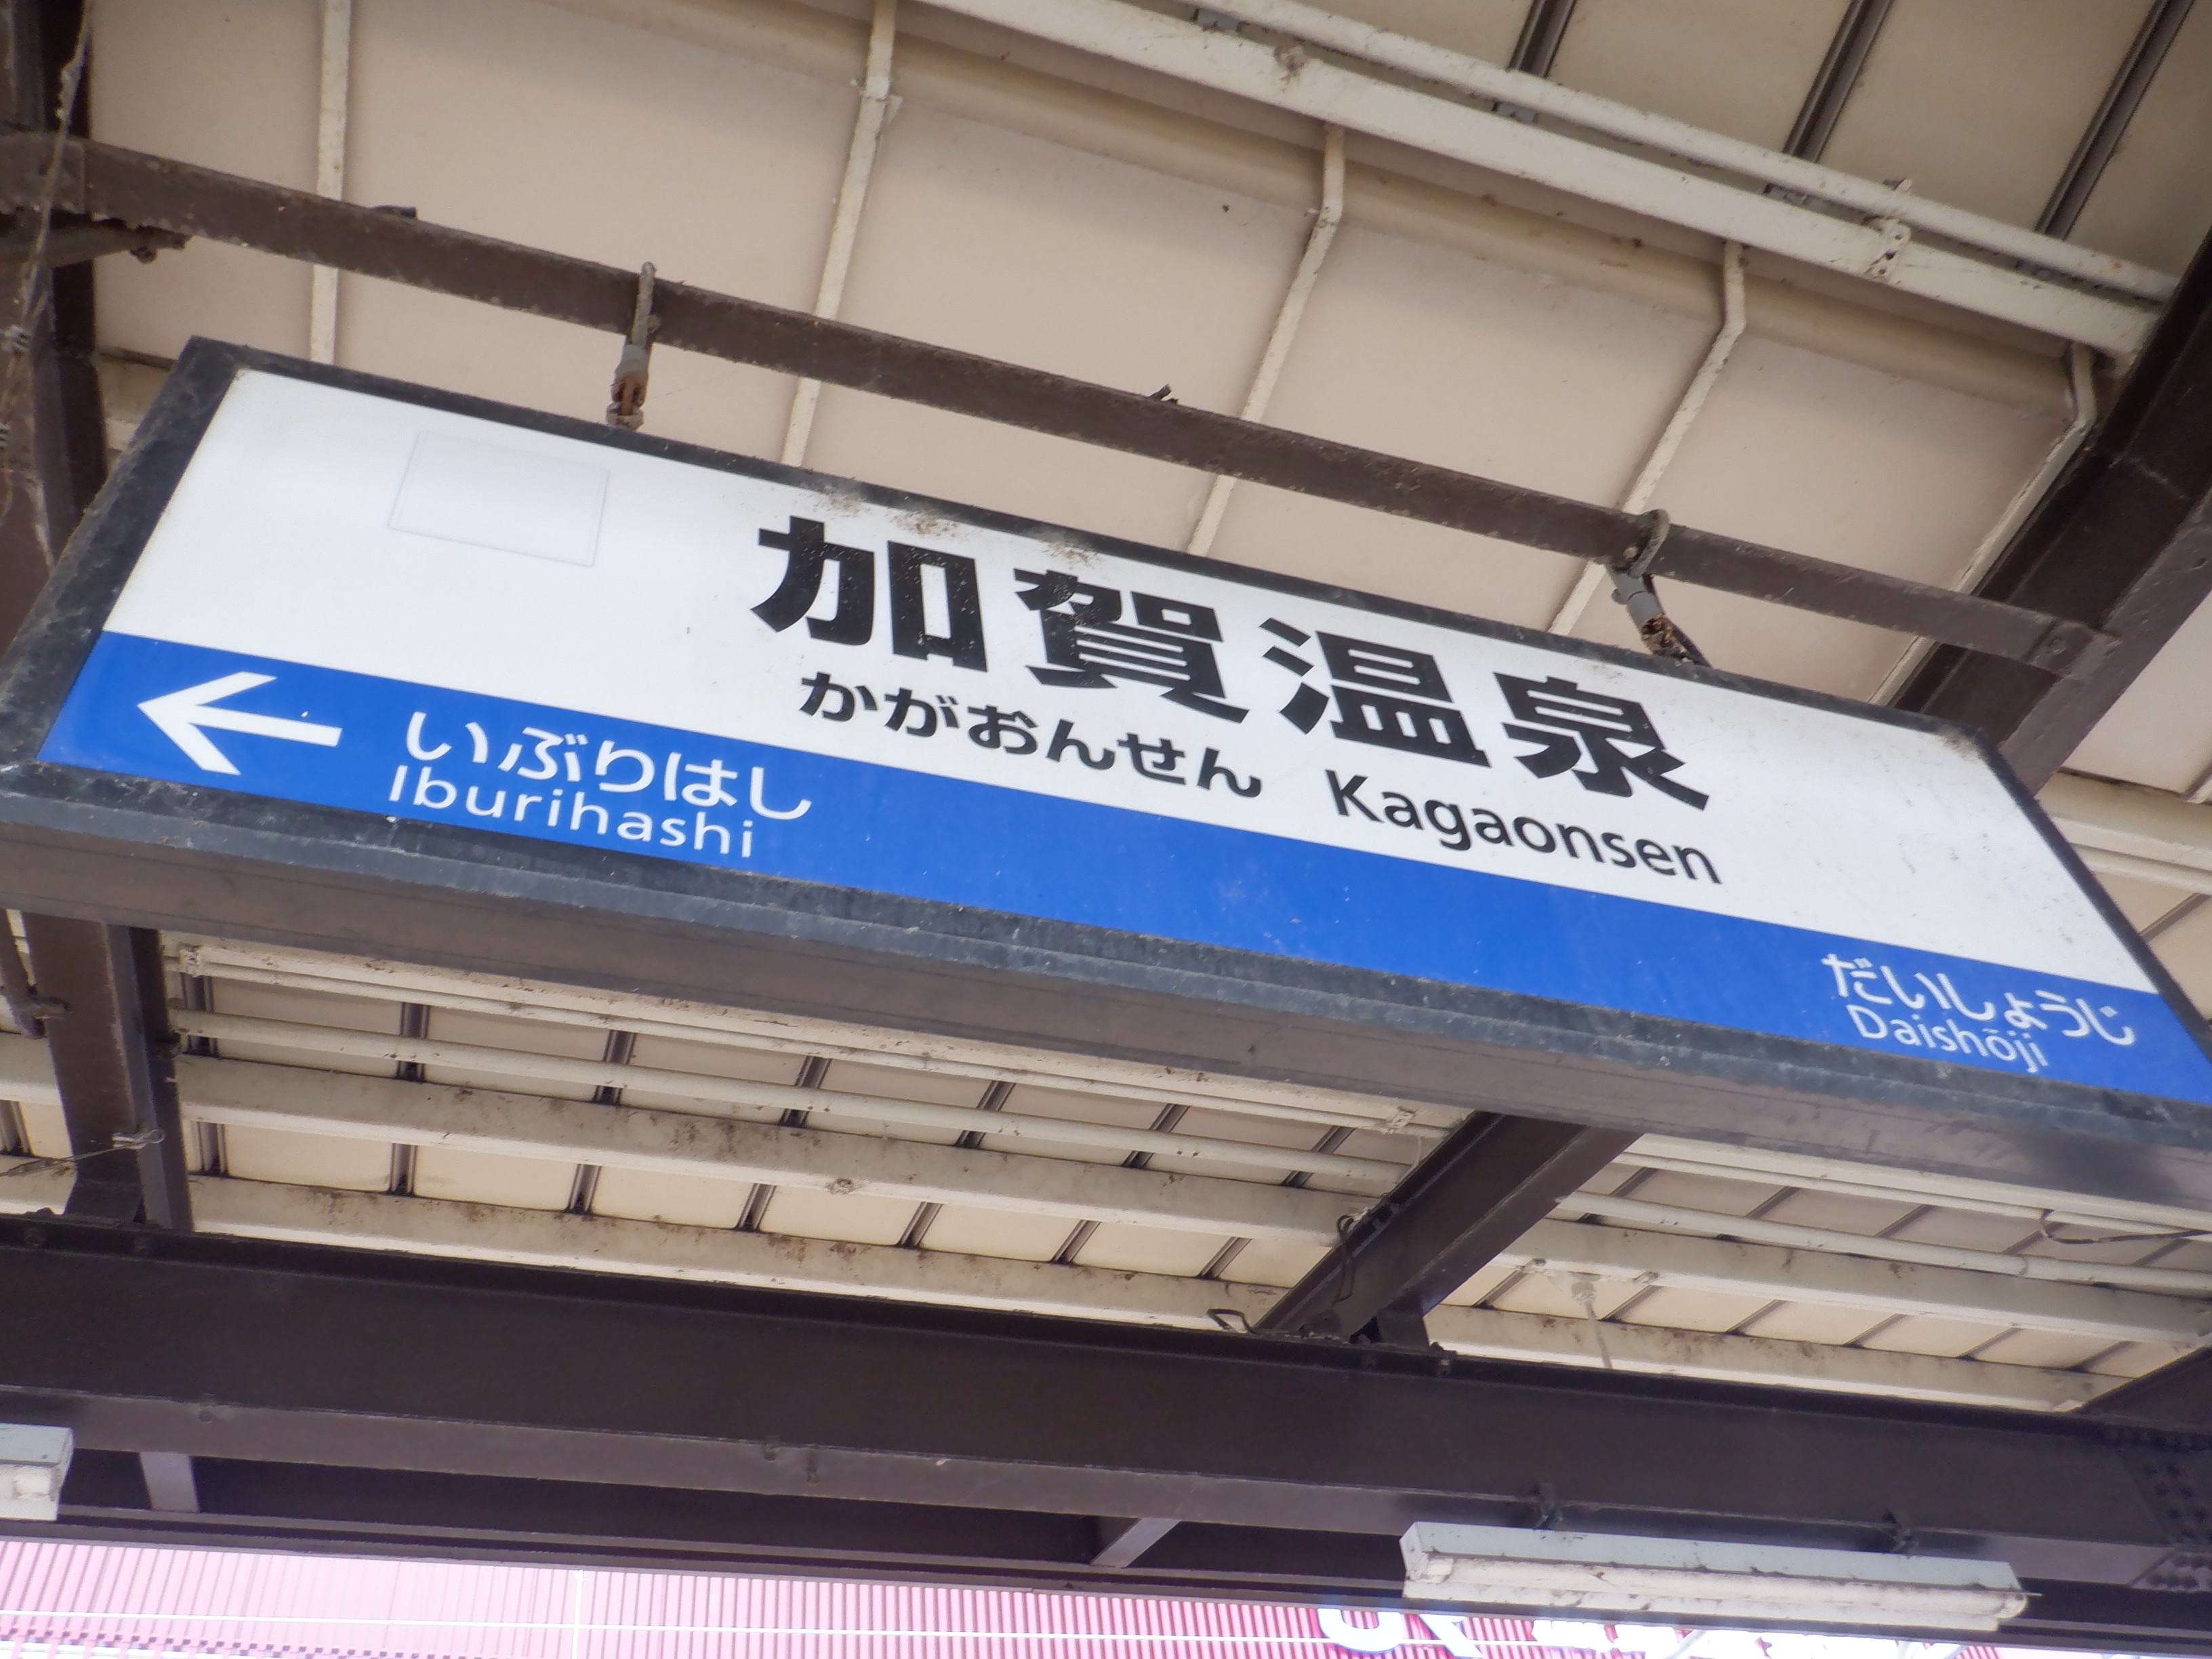 加賀温泉
かがおんせん Kagaonsen
← いぶりはし
Iburihashi
だいしょうじ
Daishōji